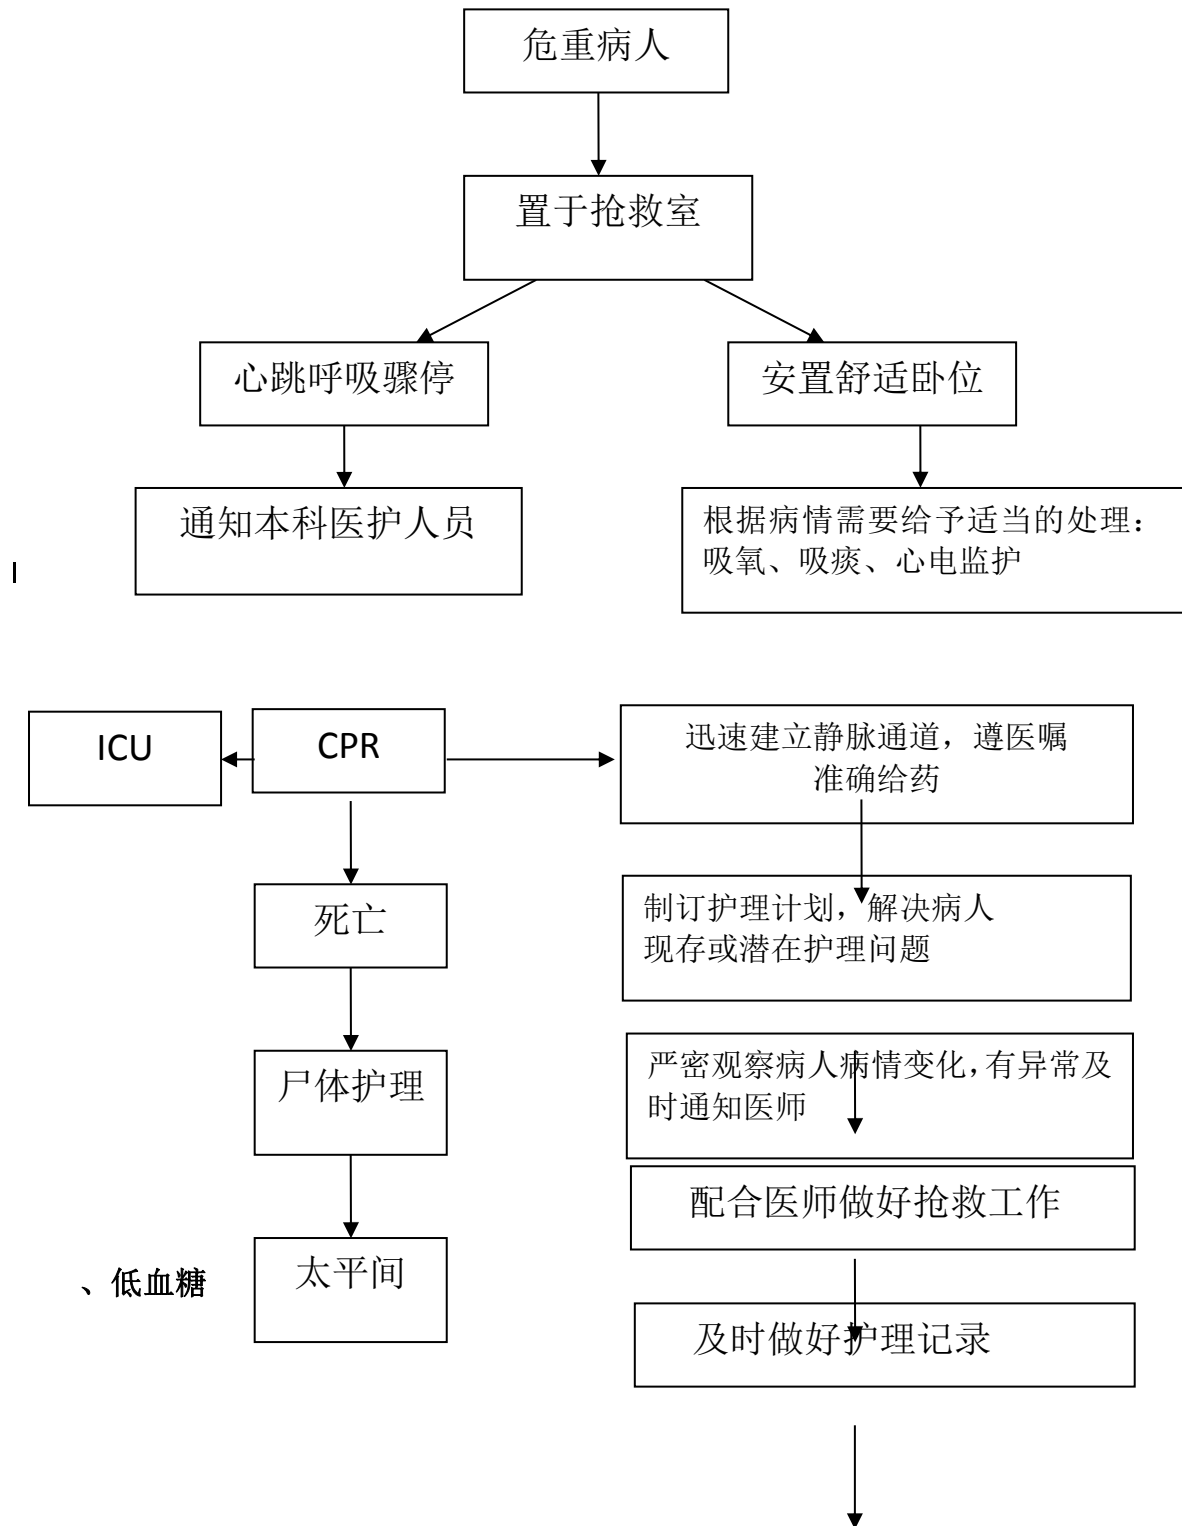 危重病人
置于抢救室
心跳呼吸骤停
安置舒适卧位
通知本科医护人员
根据病情需要给予适当的处理：
吸氧、吸痰、心电监护
ICU
CPR
迅速建立静脉通道，遵医嘱
准确给药
死亡
制订护理计划，解决病人
现存或潜在护理问题
尸体护理
严密观察病人病情变化，有异常及
时通知医师
配合医师做好抢救工作
、低血糖
太平间
及时做好护理记录